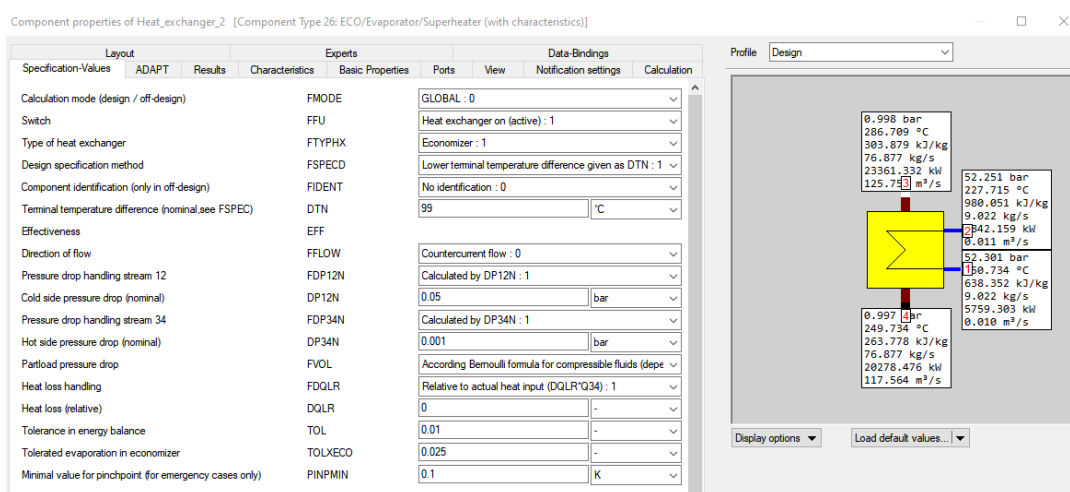 Component properties of Heat_exchanger_2 [Component Type 26: ECO/Evaporator/Superheater (with characteristics)]
Layout Experts Data-Bindings
Specification-Values ADAPT Results Characteristics Basic Properties Ports View Notification settings Calculation
Calculation mode (design / off-design) FMODE GLOBAL : 0
Switch FFU Heat exchanger on (active) : 1
Type of heat exchanger FTYPHX Economizer : 1
Design specification method FSPECD Lower terminal temperature difference given as DTN : 1
Component identification (only in off-design) FIDENT No identification : 0
Terminal temperature difference (nominal,see FSPEC) DTN 99 °C
Effectiveness EFF
Direction of flow FFLOW Countercurrent flow : 0
Pressure drop handling stream 12 FDP12N Calculated by DP12N : 1
Cold side pressure drop (nominal) DP12N 0.05 bar
Pressure drop handling stream 34 FDP34N Calculated by DP34N : 1
Hot side pressure drop (nominal) DP34N 0.001 bar
Partload pressure drop FVOL According Bernoulli formula for compressible fluids (depe
Heat loss handling FDQLR Relative to actual heat input (DQLR*Q34) : 1
Heat loss (relative) DQLR 0 -
Tolerance in energy balance TOL 0.01 -
Tolerated evaporation in economizer TOLXECO 0.025 -
Minimal value for pinchpoint (for emergency cases only) PINPMIN 0.1 K
Profile Design
0.998 bar
286.709 °C
303.879 kJ/kg
76.877 kg/s
23361.332 kW
125.75 3 m³/s
52.251 bar
227.715 °C
980.051 kJ/kg
9.022 kg/s
2 842.159 kW
0.011 m³/s
52.301 bar
1 50.734 °C
638.352 kJ/kg
9.022 kg/s
5759.303 kW
0.010 m³/s
0.997 4 ar
249.734 °C
263.778 kJ/kg
76.877 kg/s
20278.476 kW
117.564 m³/s
Display options Load default values...